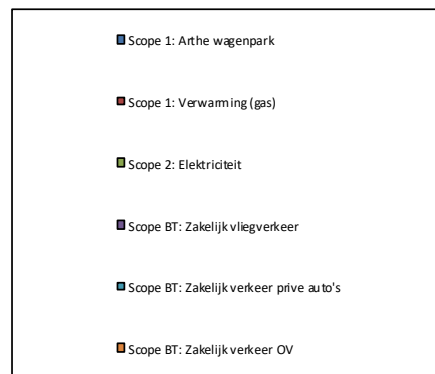 Scope 1: Arthe wagenpark
Scope 1: Verwarming (gas)
Scope 2: Elektriciteit
Scope BT: Zakelijk vliegverkeer
Scope BT: Zakelijk verkeer prive auto's
Scope BT: Zakelijk verkeer OV